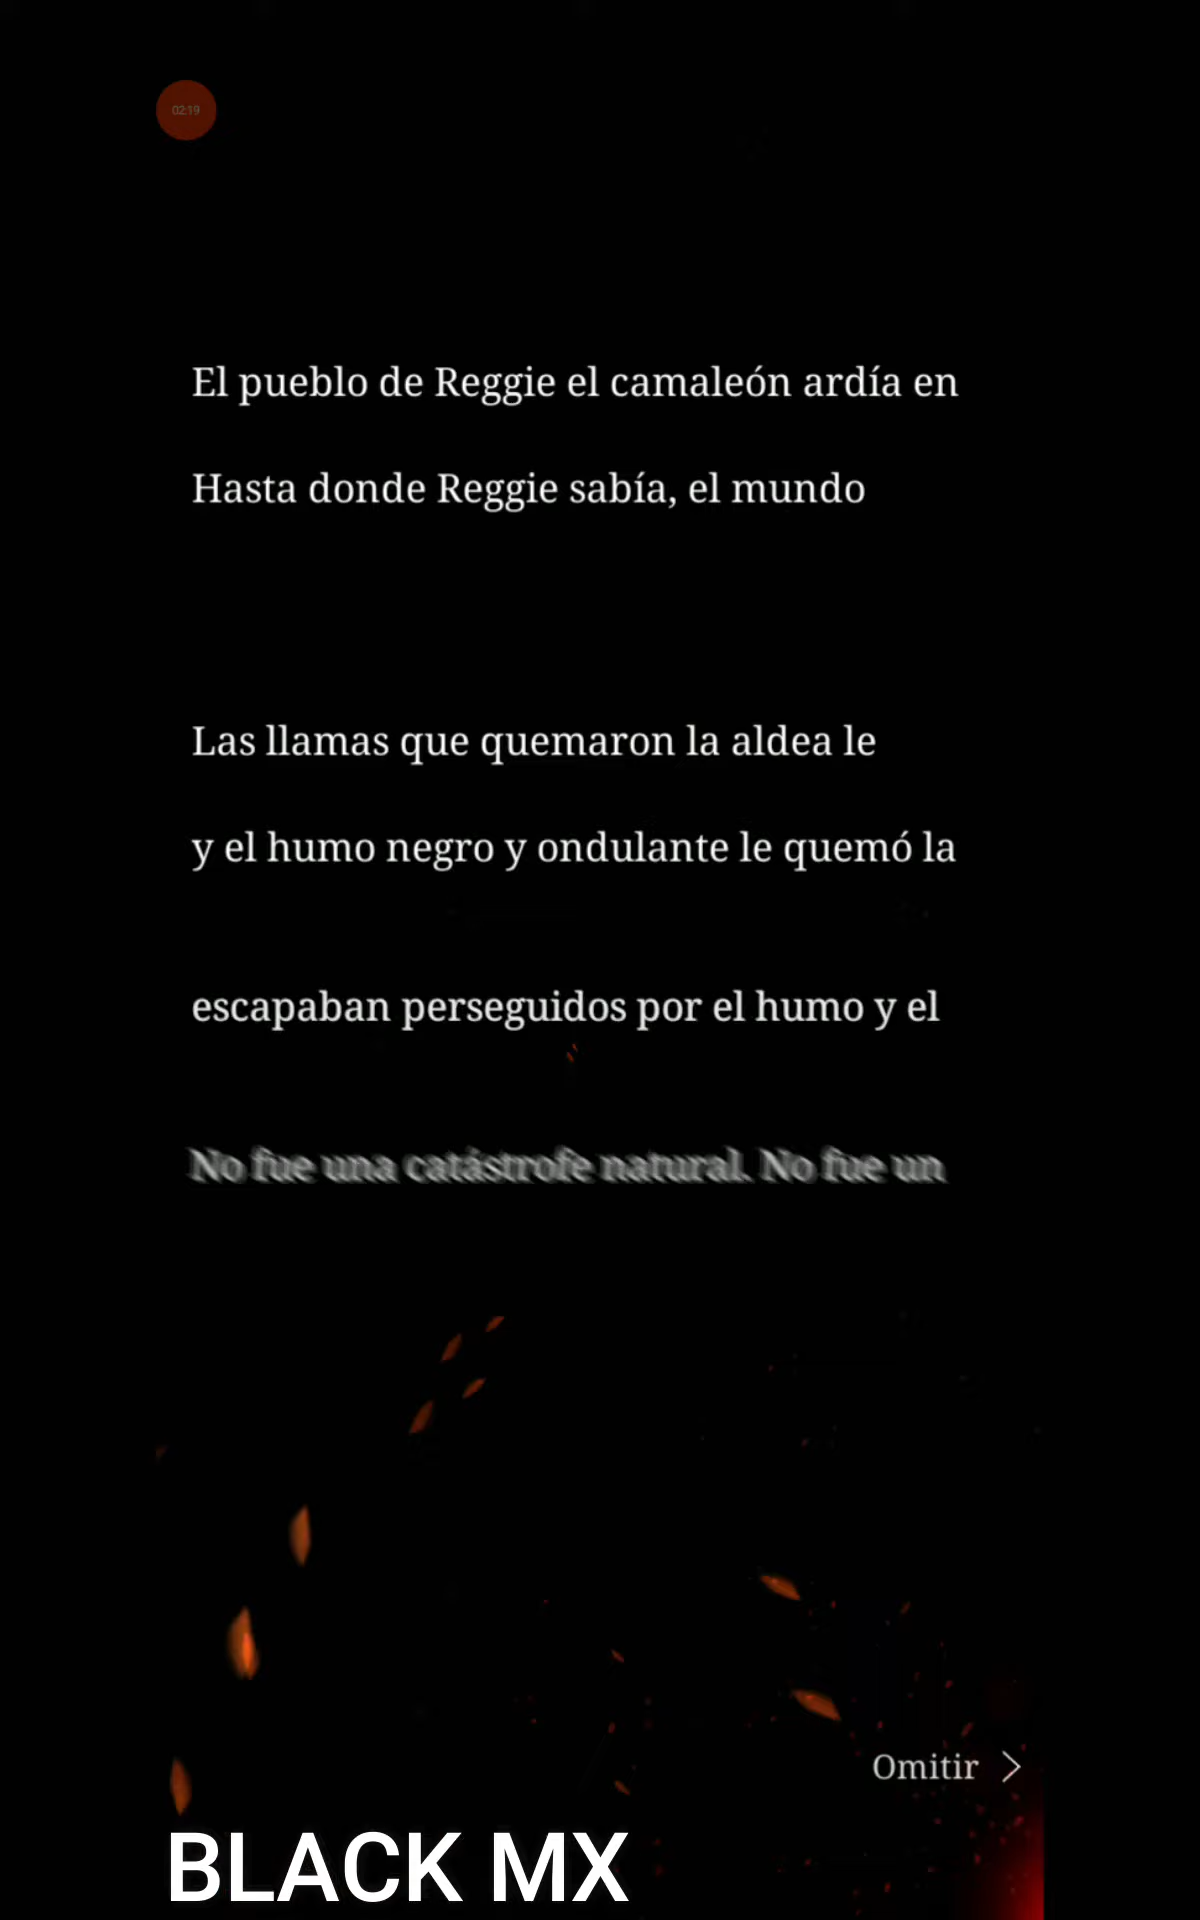 02:19
El pueblo de Reggie el camaleón ardía en
Hasta donde Reggie sabía, el mundo
Las llamas que quemaron la aldea le
y el humo negro y ondulante le quemó la
escapaban perseguidos por el humo y el
No fue una catástrofe natural. No fue un
Omitir
BLACK MX